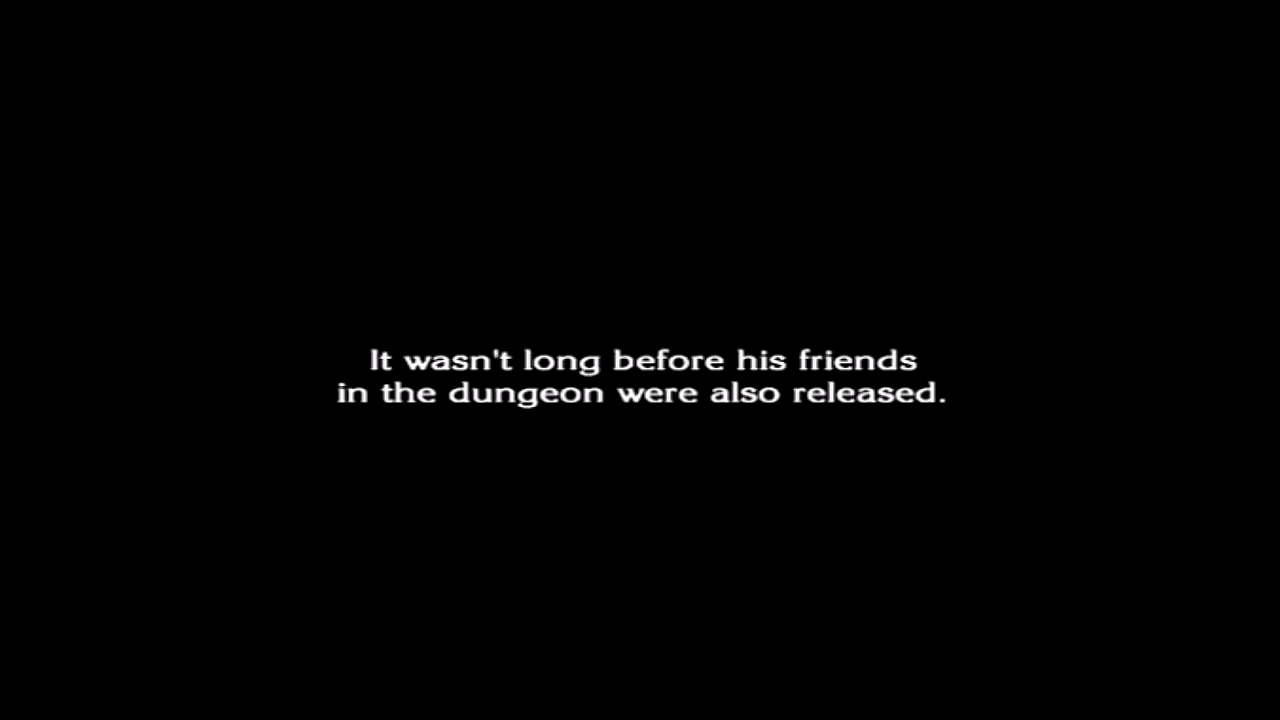 It wasn't long before his friends
in the dungeon were also released.